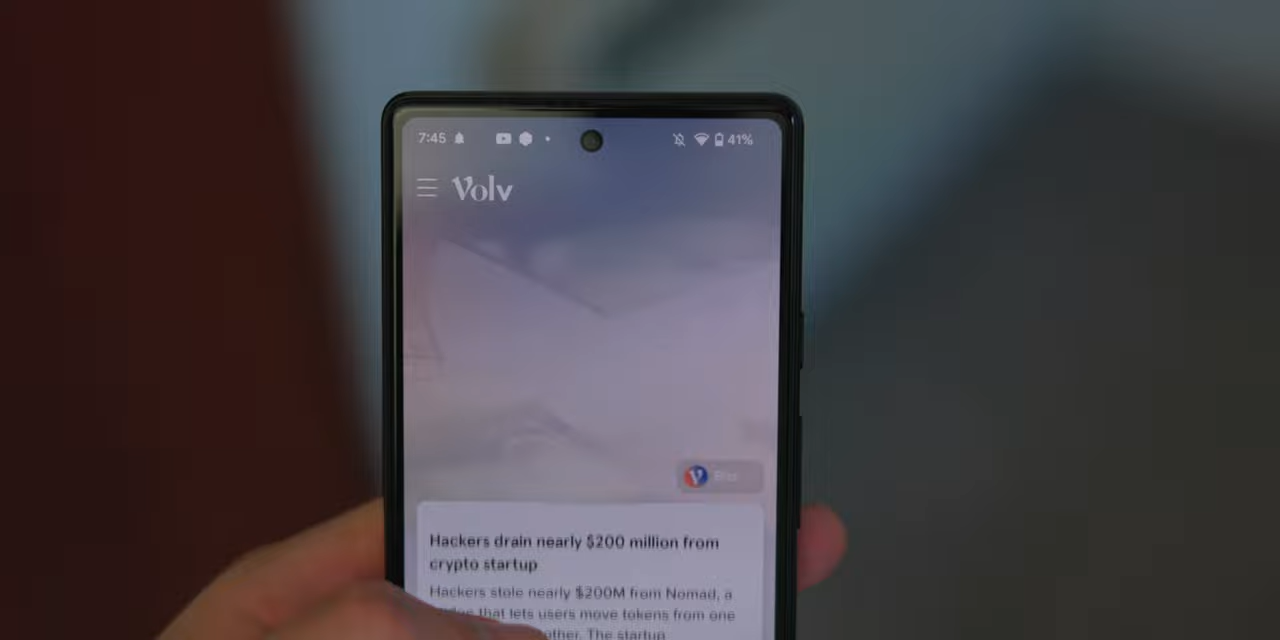 7:45
41%
Volv
Hackers drain nearly $200 million from
crypto startup
Hackers stole nearly $200M from Nomad, a
that lets users move tokens from one
other. The startup